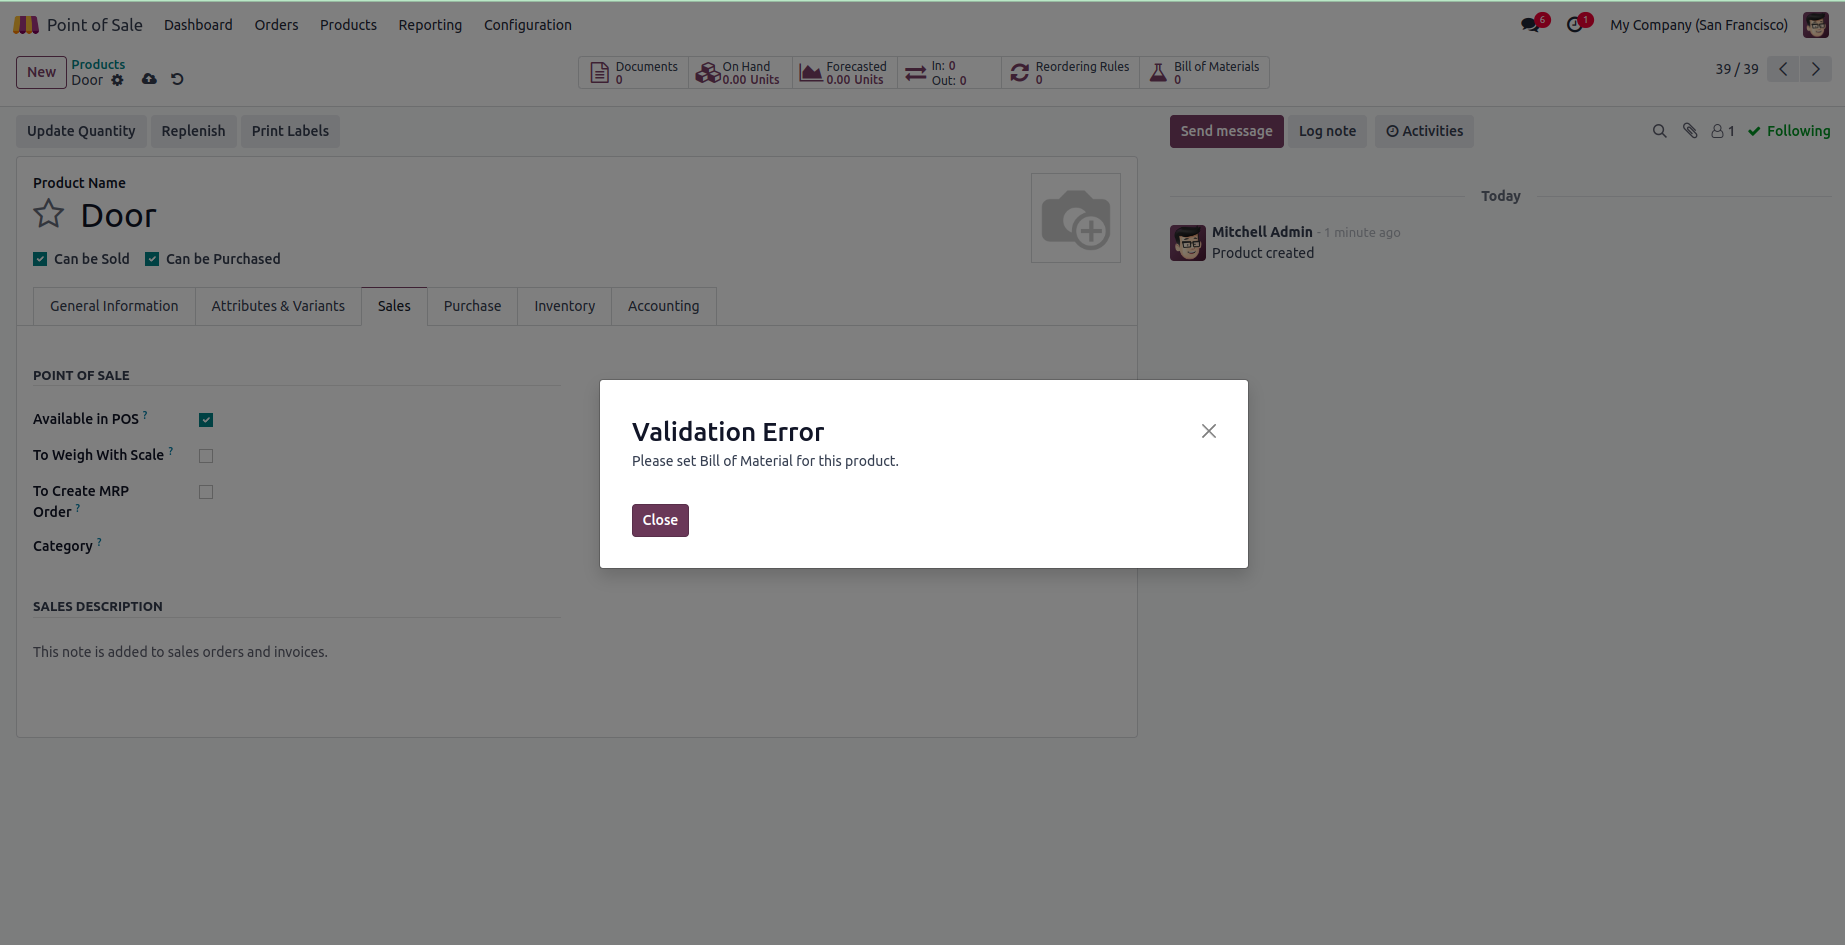 Point of Sale Dashboard Orders Products Reporting Configuration 6 1 My Company (San Francisco)
New Products Documents On Hand Forecasted In: 0 Reordering Rules Bill of Materials 39 / 39
Door 0 0.00 Units 0.00 Units Out: 0 0 0
Update Quantity Replenish Print Labels Send message Log note Activities 1 Following
Product Name
Door
Today
Mitchell Admin - 1 minute ago
Product created
Can be Sold Can be Purchased
General Information Attributes & Variants Sales Purchase Inventory Accounting
POINT OF SALE
Available in POS ?
To Weigh With Scale ?
To Create MRP
Order ?
Category ?
Validation Error
Please set Bill of Material for this product.
Close
SALES DESCRIPTION
This note is added to sales orders and invoices.